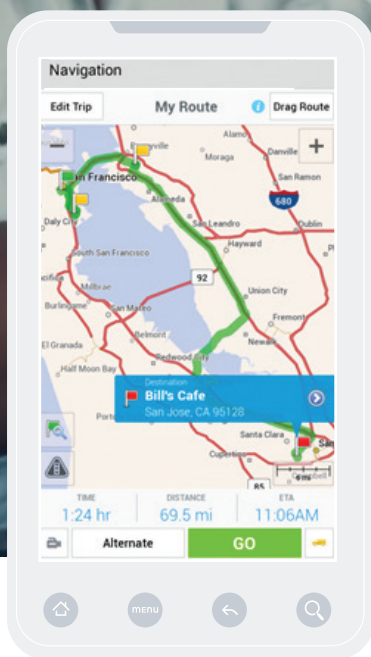 Navigation
Edit Trip
My Route
Drag Route
Alamo
Danville
Moraga
San Francisco
San Ramon
Alameda
680
Daly City
San Leandro
Dublin
South San Francisco
Hayward
92
Millbrae
Union City
Burlingame
San Mateo
Fremont
Belmont
Newark
El Granada
Redwood City
Half Moon Bay
Destination
Bill's Cafe
San Jose, CA 95128
Santa Clara
Cupertino
85
6 mi
Campbell
TIME
DISTANCE
ETA
1:24 hr
69.5 mi
11:06AM
Alternate
GO
menu